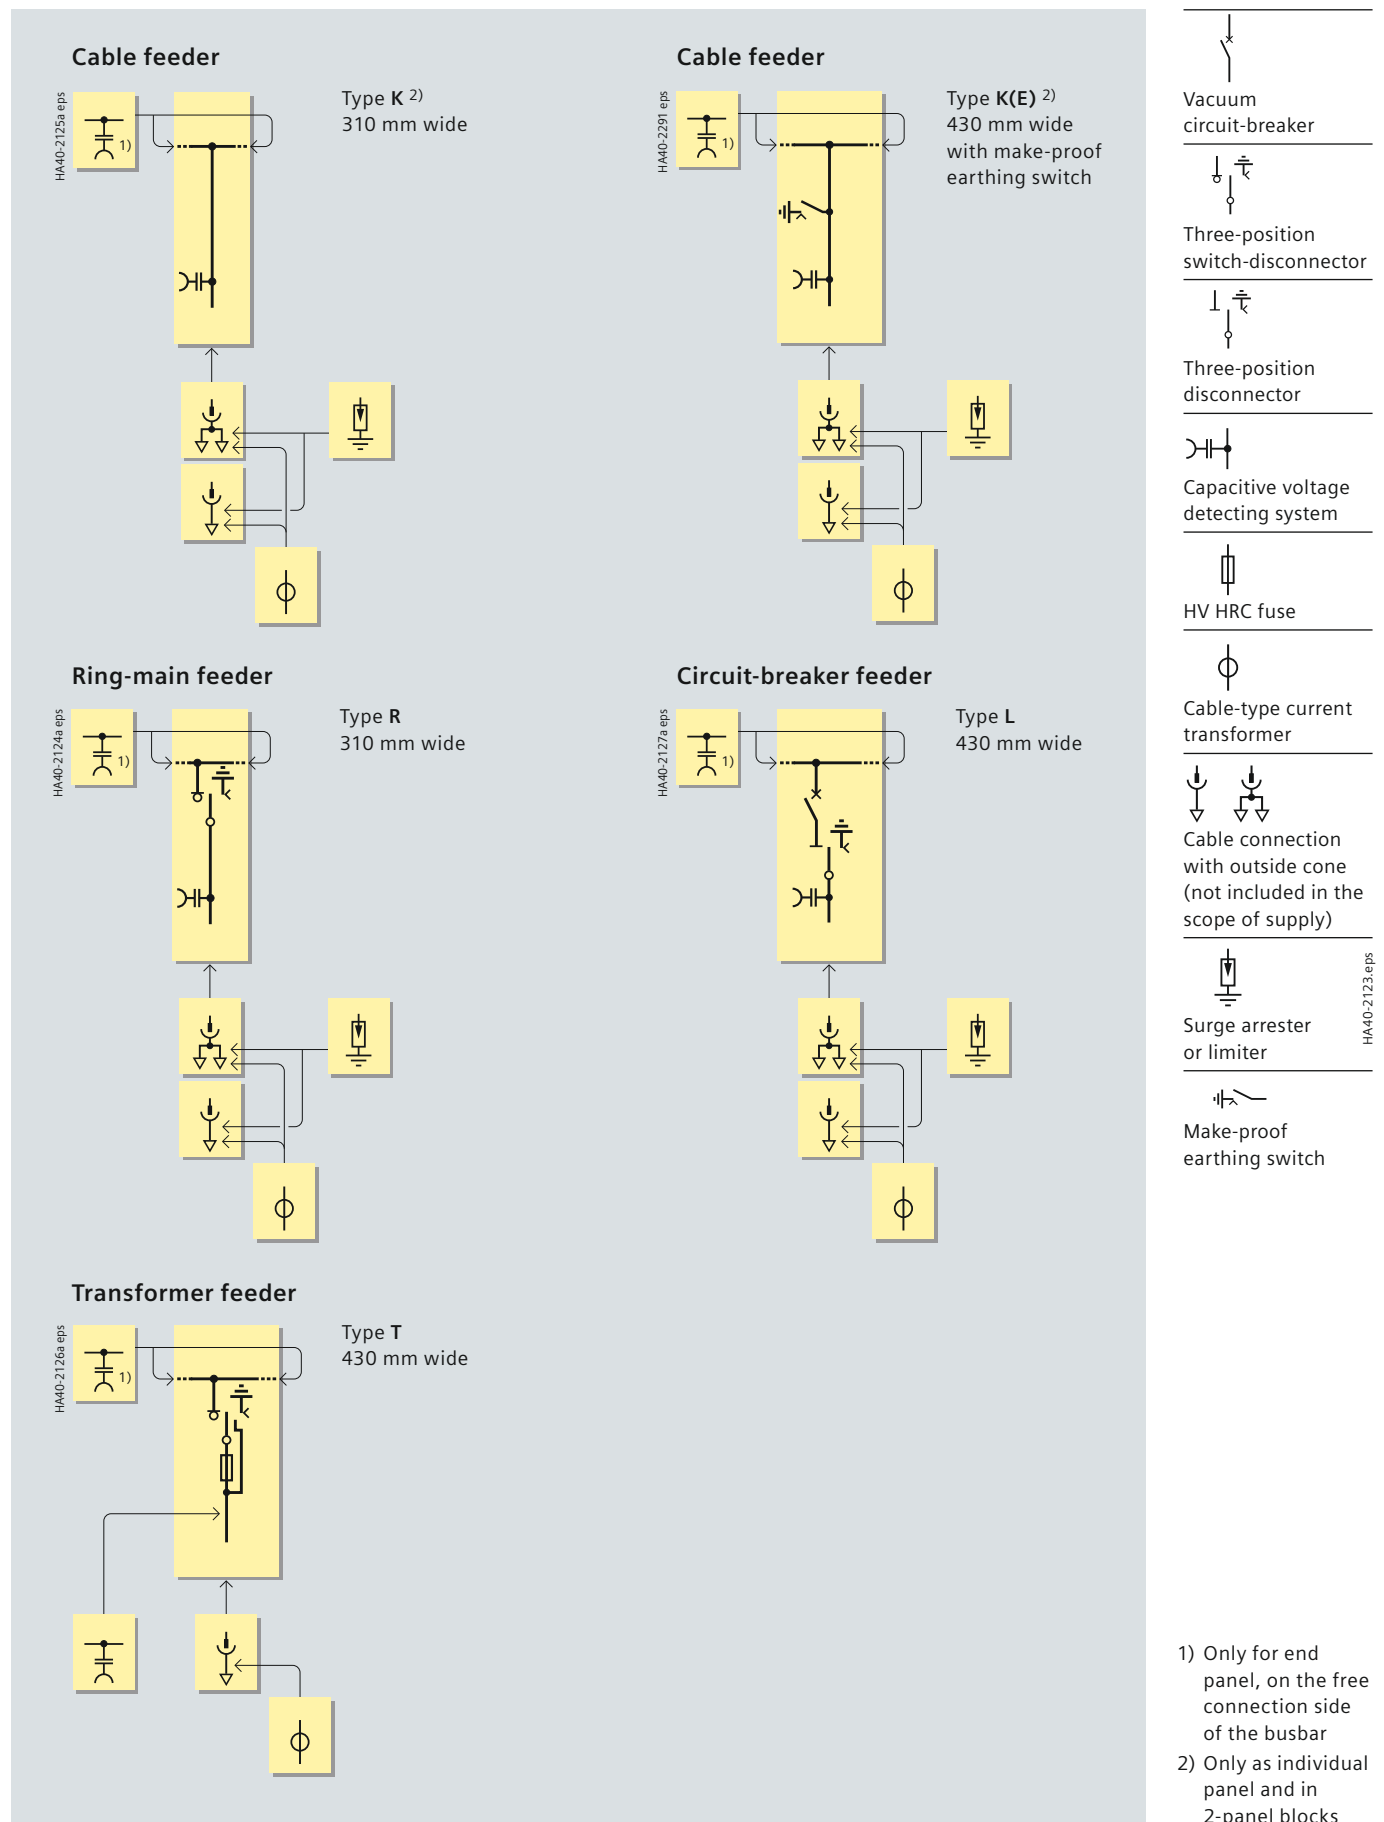 Cable feeder
HA40-2125a eps
1)
Type K 2)
310 mm wide
Cable feeder
HA40-2291 eps
1)
Type K(E) 2)
430 mm wide
with make-proof
earthing switch
Ring-main feeder
HA40-2124a eps
1)
Type R
310 mm wide
Circuit-breaker feeder
HA40-2127a eps
1)
Type L
430 mm wide
Transformer feeder
HA40-2126a eps
1)
Type T
430 mm wide
Vacuum
circuit-breaker
Three-position
switch-disconnector
Three-position
disconnector
Capacitive voltage
detecting system
HV HRC fuse
Cable-type current
transformer
Cable connection
with outside cone
(not included in the
scope of supply)
Surge arrester
or limiter
HA40-2123.eps
Make-proof
earthing switch
1) Only for end
panel, on the free
connection side
of the busbar
2) Only as individual
panel and in
2-panel blocks